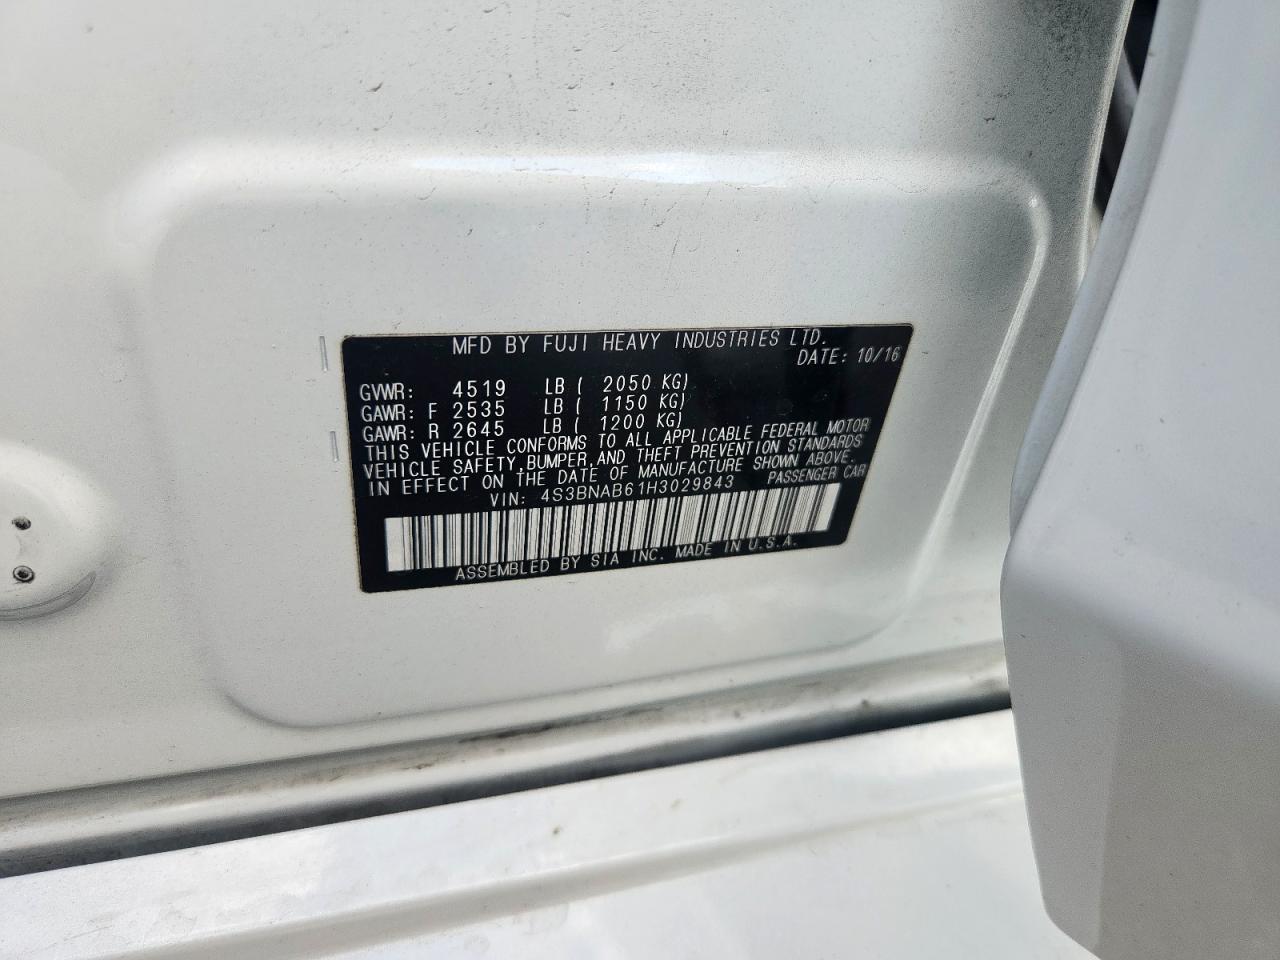 MFD BY FUJI HEAVY INDUSTRIES LTD.
DATE: 10/16
GVWR: 4519 LB ( 2050 KG)
GAWR: F 2535 LB ( 1150 KG)
GAWR: R 2645 LB ( 1200 KG)
THIS VEHICLE CONFORMS TO ALL APPLICABLE FEDERAL MOTOR
VEHICLE SAFETY, BUMPER, AND THEFT PREVENTION STANDARDS
IN EFFECT ON THE DATE OF MANUFACTURE SHOWN ABOVE.
VIN: 4S3BNAB61H3029843 PASSENGER CAR
ASSEMBLED BY SIA INC. MADE IN U.S.A.